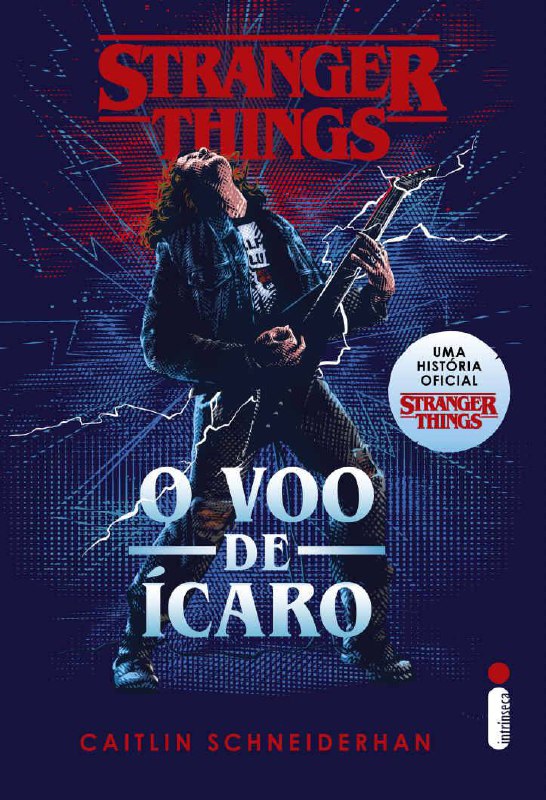 STRANGER
THINGS
UMA
HISTÓRIA
OFICIAL
STRANGER
THINGS
O VOO
DE
ÍCARO
CAITLIN SCHNEIDERHAN
intrínseca